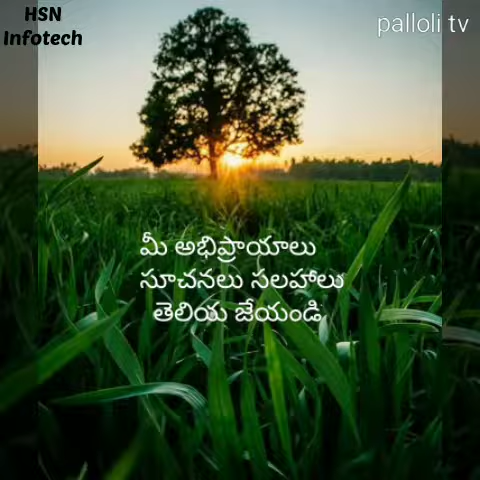 HSN
Infotech
palloli tv
మీ అభిప్రాయాలు
సూచనలు సలహాలు
తెలియ జేయండి